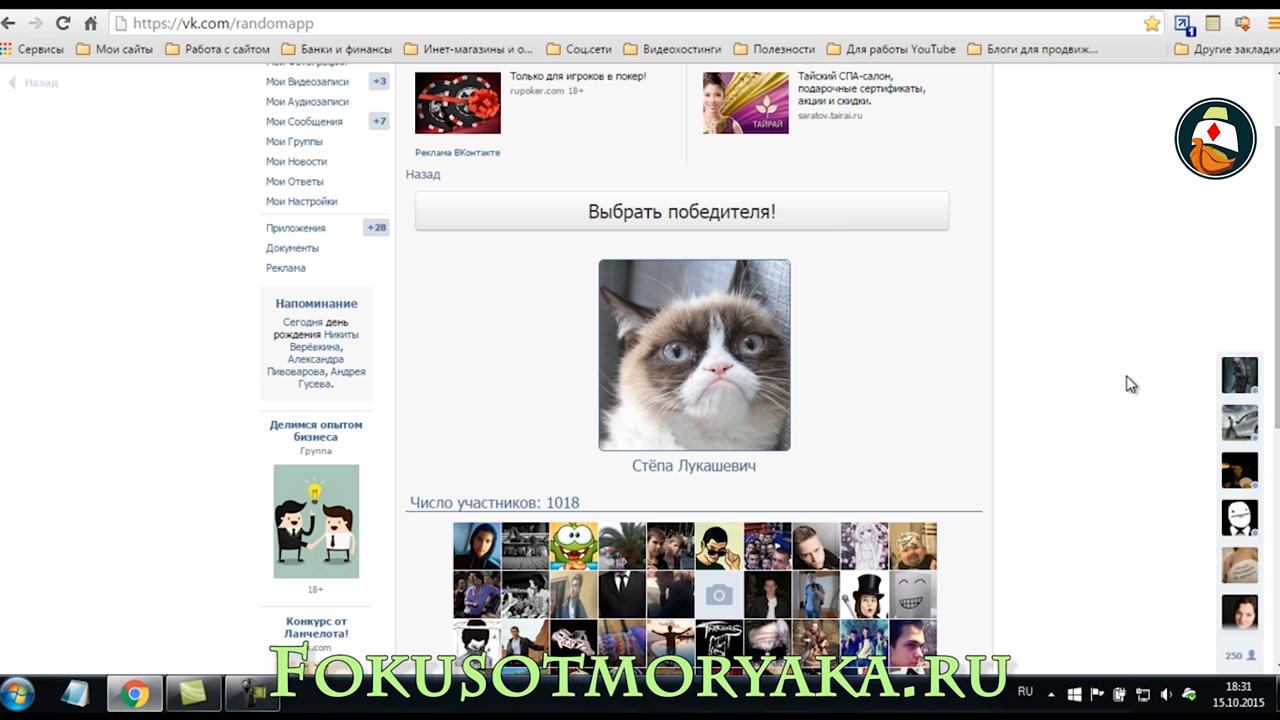 https://vk.com/randomapp
Сервисы
Мои сайты
Работа с сайтом
Банки и финансы
Инет-магазины и о...
Соц.сети
Видеохостинги
Полезности
Для работы YouTube
Блоги для продвиж...
Другие закладки
Назад
Мои Фотографии
Мои Видеозаписи +3
Мои Аудиозаписи
Мои Сообщения +7
Мои Группы
Мои Новости
Мои Ответы
Мои Настройки
Приложения +28
Документы
Реклама
Напоминание
Сегодня день
рождения Никиты
Верёвкина,
Александра
Пивоварова, Андрея
Гусева.
Делимся опытом
бизнеса
Группа
18+
Конкурс от
Ланчелота!
Только для игроков в покер!
rupoker.com 18+
Тайский СПА-салон,
подарочные сертификаты,
акции и скидки.
saratov.tairai.ru
ТАЙРАЙ
Реклама ВКонтакте
Назад
Выбрать победителя!
Стёпа Лукашевич
Число участников: 1018
250
Fokusotmoryaka.ru
RU
18:31
15.10.2015